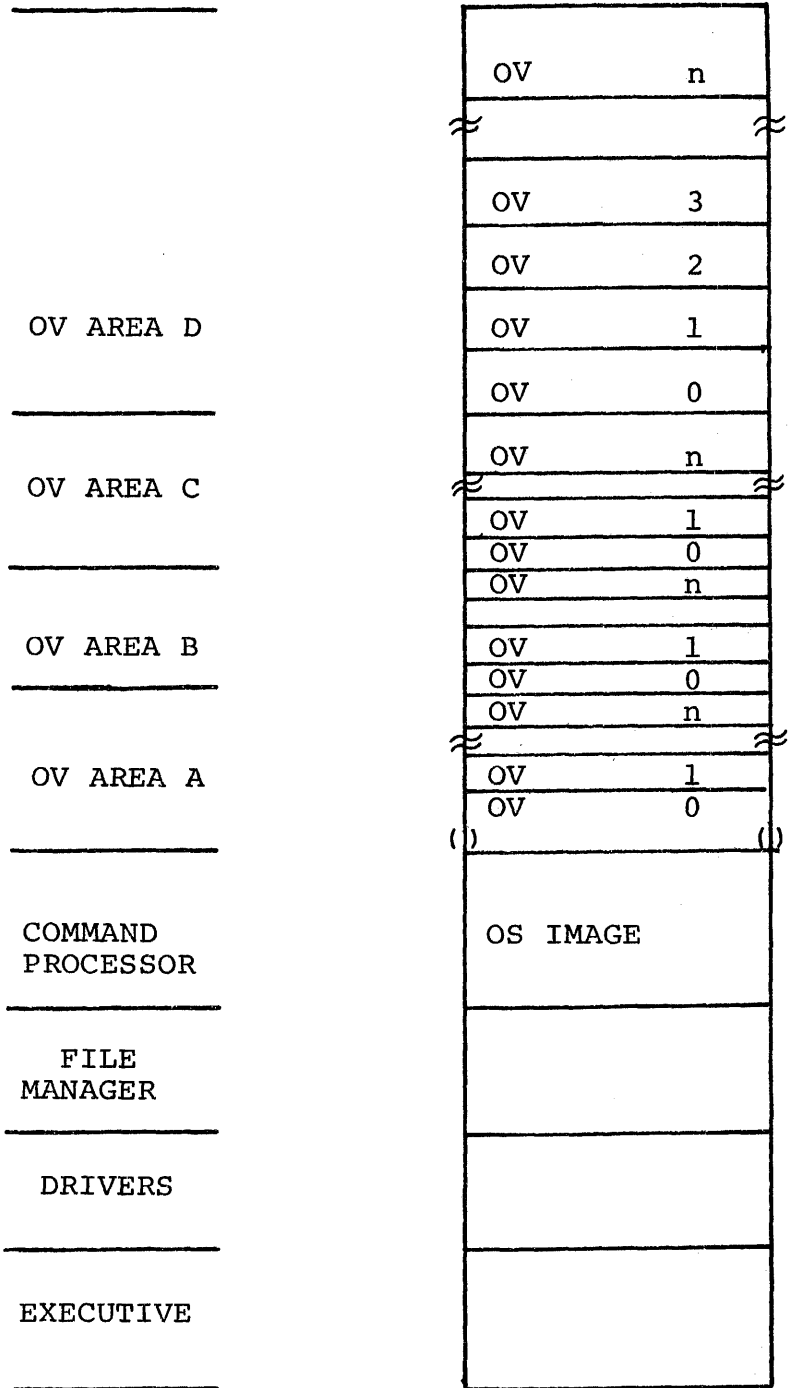 OV n
OV 3
OV 2
OV AREA D
OV 1
OV 0
OV n
OV AREA C
OV 1
OV 0
OV n
OV AREA B
OV 1
OV 0
OV n
OV AREA A
OV 1
OV 0
COMMAND
PROCESSOR
OS IMAGE
FILE
MANAGER
DRIVERS
EXECUTIVE